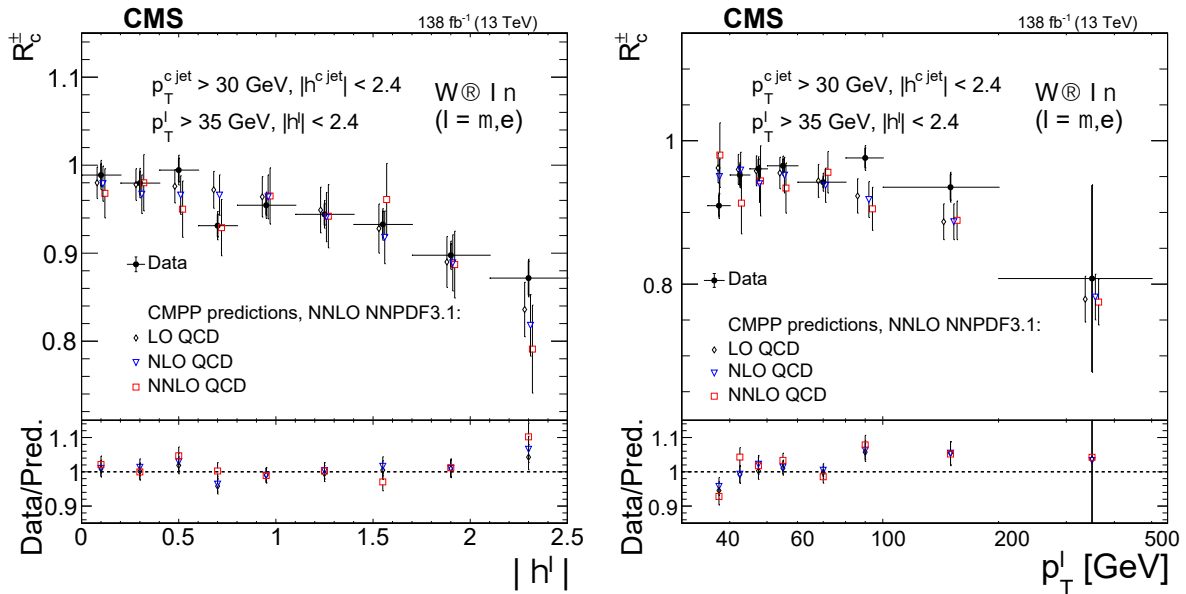 CMS
138 fb⁻¹ (13 TeV)
R꜀±
p_T^{c jet} > 30 GeV, |h^{c jet}| < 2.4
p_T^l > 35 GeV, |h^l| < 2.4
W® l n
(l = m,e)
1.1
1
0.9
0.8
Data
CMPP predictions, NNLO NNPDF3.1:
LO QCD
NLO QCD
NNLO QCD
Data/Pred.
1.1
1
0.9
0 0.5 1 1.5 2 2.5
| h^l |
CMS
138 fb⁻¹ (13 TeV)
R꜀±
p_T^{c jet} > 30 GeV, |h^{c jet}| < 2.4
p_T^l > 35 GeV, |h^l| < 2.4
W® l n
(l = m,e)
1
0.8
Data
CMPP predictions, NNLO NNPDF3.1:
LO QCD
NLO QCD
NNLO QCD
Data/Pred.
1.1
1
0.9
40 60 100 200 300 500
p_T^l [GeV]